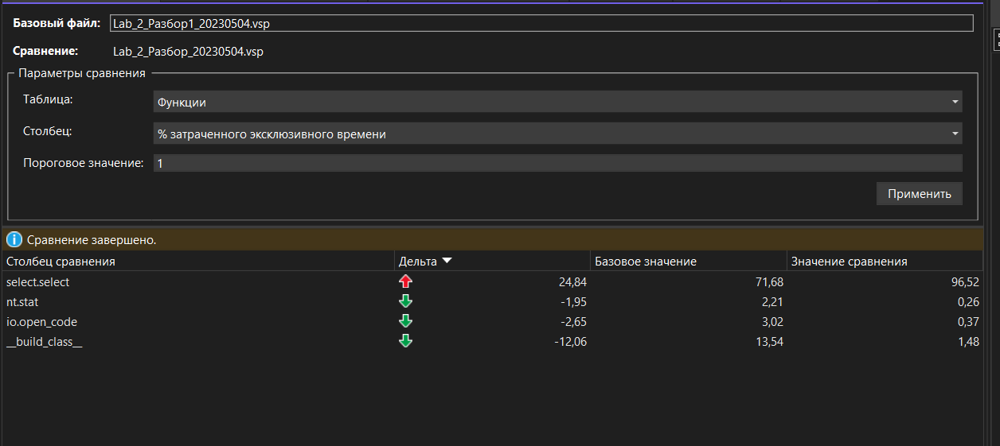 Базовый файл: Lab_2_Разбор1_20230504.vsp
Сравнение: Lab_2_Разбор_20230504.vsp
Параметры сравнения
Таблица: Функции
Столбец: % затраченного эксклюзивного времени
Пороговое значение: 1
Применить
Сравнение завершено.
Столбец сравнения Дельта Базовое значение Значение сравнения
select.select 24,84 71,68 96,52
nt.stat -1,95 2,21 0,26
io.open_code -2,65 3,02 0,37
__build_class__ -12,06 13,54 1,48